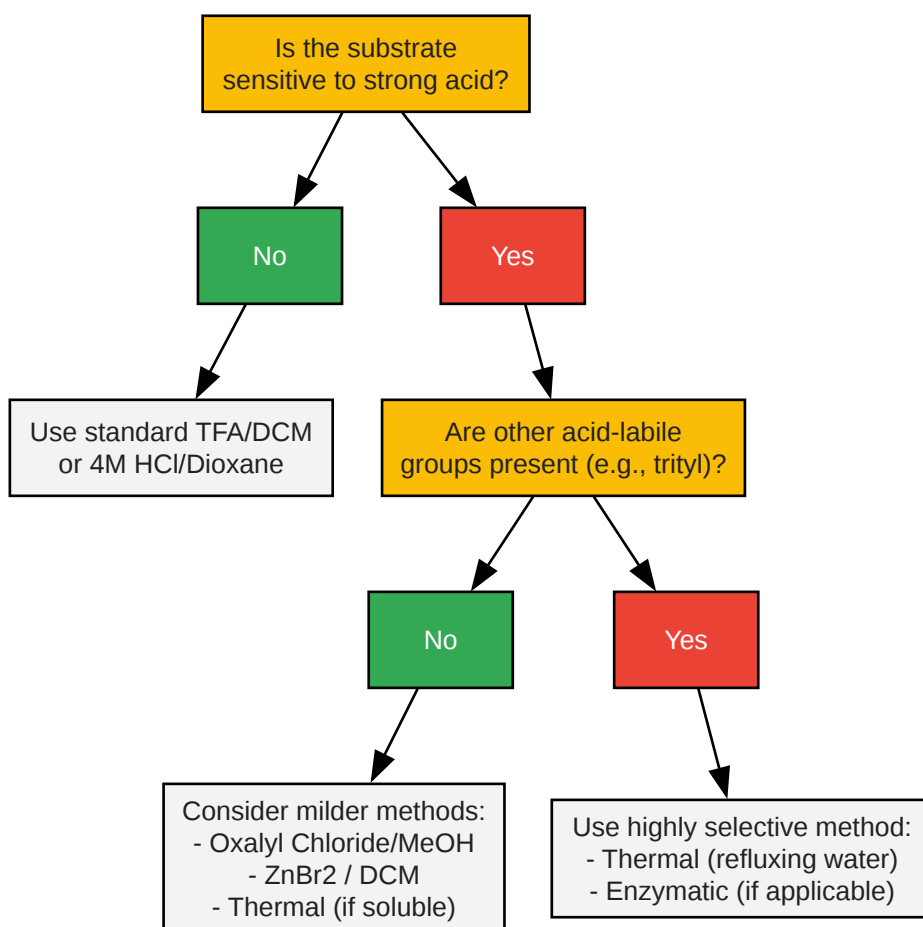 Is the substrate
sensitive to strong acid?
No
Yes
Use standard TFA/DCM
or 4M HCl/Dioxane
Are other acid-labile
groups present (e.g., trityl)?
No
Yes
Consider milder methods:
- Oxalyl Chloride/MeOH
- ZnBr2 / DCM
- Thermal (if soluble)
Use highly selective method:
- Thermal (refluxing water)
- Enzymatic (if applicable)